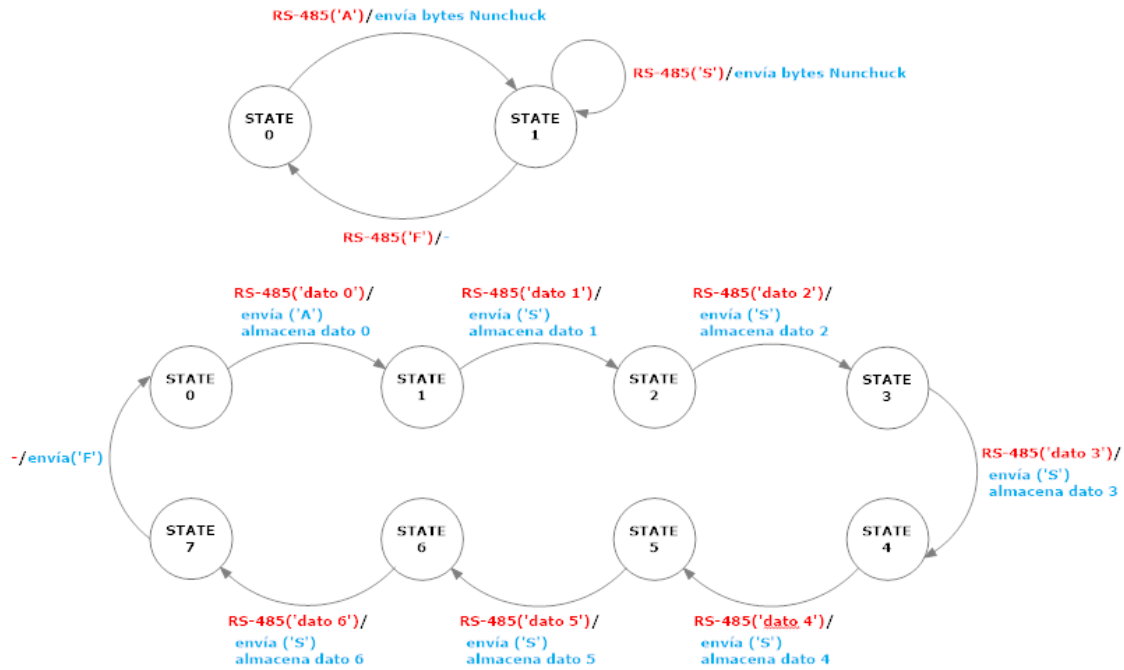 RS-485('A')/envía bytes Nunchuck
RS-485('S')/envía bytes Nunchuck
STATE
0
STATE
1
RS-485('F')/-
RS-485('dato 0')/
envía ('A')
almacena dato 0
RS-485('dato 1')/
envía ('S')
almacena dato 1
RS-485('dato 2')/
envía ('S')
almacena dato 2
STATE
0
STATE
1
STATE
2
STATE
3
-/envía('F')
RS-485('dato 3')/
envía ('S')
almacena dato 3
STATE
7
STATE
6
STATE
5
STATE
4
RS-485('dato 6')/
envía ('S')
almacena dato 6
RS-485('dato 5')/
envía ('S')
almacena dato 5
RS-485('dato 4')/
envía ('S')
almacena dato 4